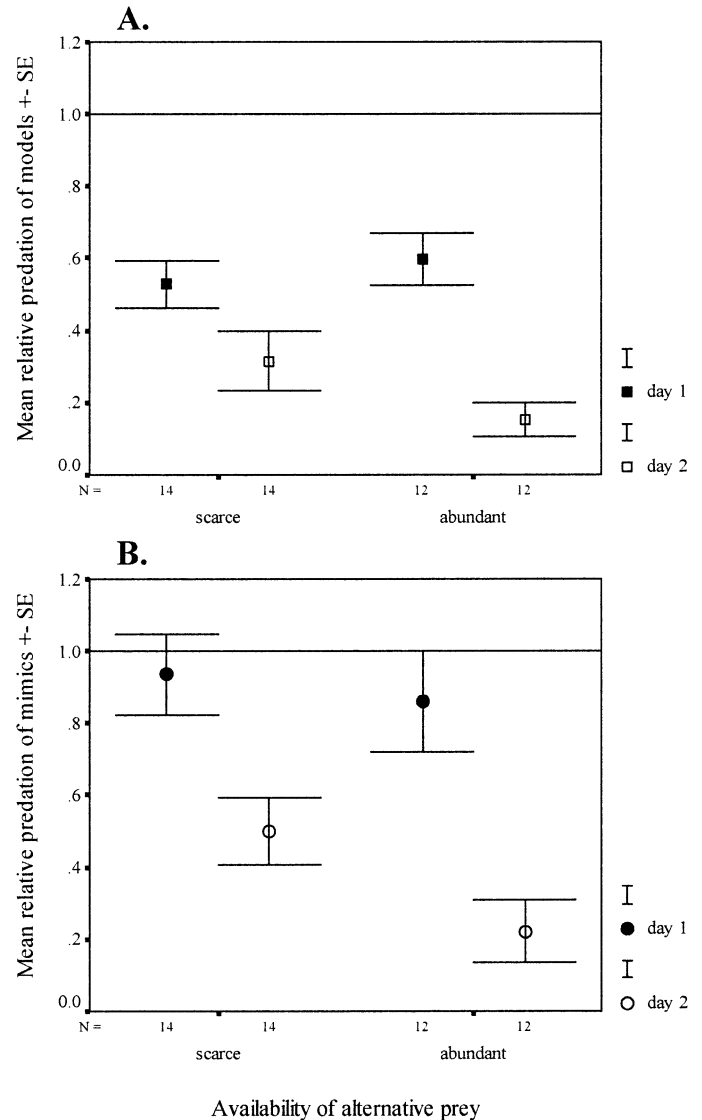 A.
Mean relative predation of models +- SE
1.2
1.0
.8
.6
.4
.2
0.0
N = 14 14 12 12
scarce abundant
day 1
day 2
B.
Mean relative predation of mimics +- SE
1.2
1.0
.8
.6
.4
.2
0.0
N = 14 14 12 12
scarce abundant
day 1
day 2
Availability of alternative prey